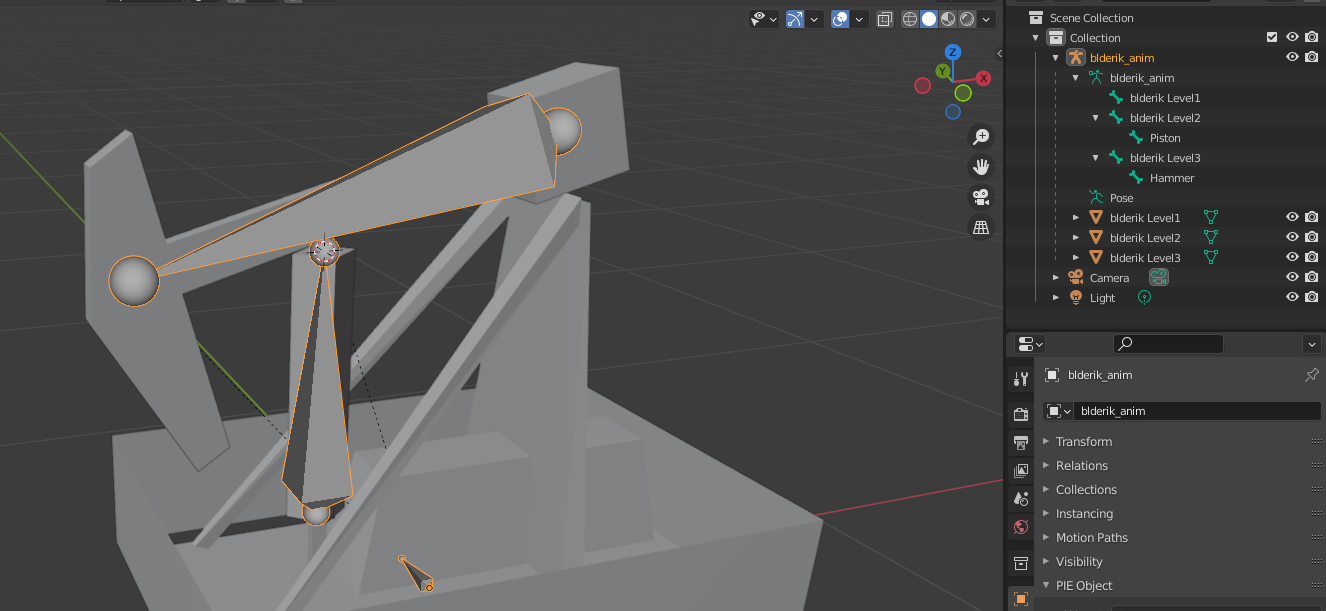 Scene Collection
Collection
blderik_anim
blderik_anim
blderik Level1
blderik Level2
Piston
blderik Level3
Hammer
Pose
blderik Level1
blderik Level2
blderik Level3
Camera
Light
Z
Y
X
blderik_anim
blderik_anim
Transform
Relations
Collections
Instancing
Motion Paths
Visibility
PIE Object